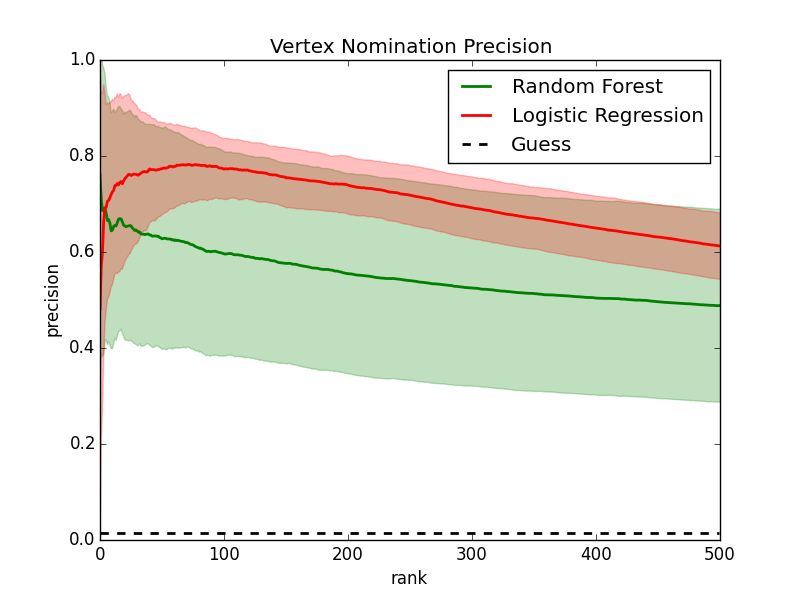 Vertex Nomination Precision
Random Forest
Logistic Regression
Guess
1.0
0.8
0.6
0.4
0.2
0.0
precision
0 100 200 300 400 500
rank